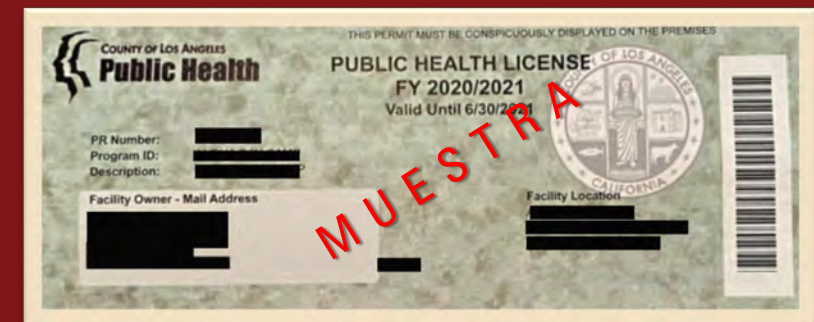 THIS PERMIT MUST BE CONSPICUOUSLY DISPLAYED ON THE PREMISES
COUNTY OF LOS ANGELES
Public Health
PUBLIC HEALTH LICENSE
FY 2020/2021
Valid Until 6/30/2021
COUNTY OF LOS ANGELES
CALIFORNIA
MUESTRA
PR Number:
Program ID:
Description:
Facility Owner - Mail Address
Facility Location